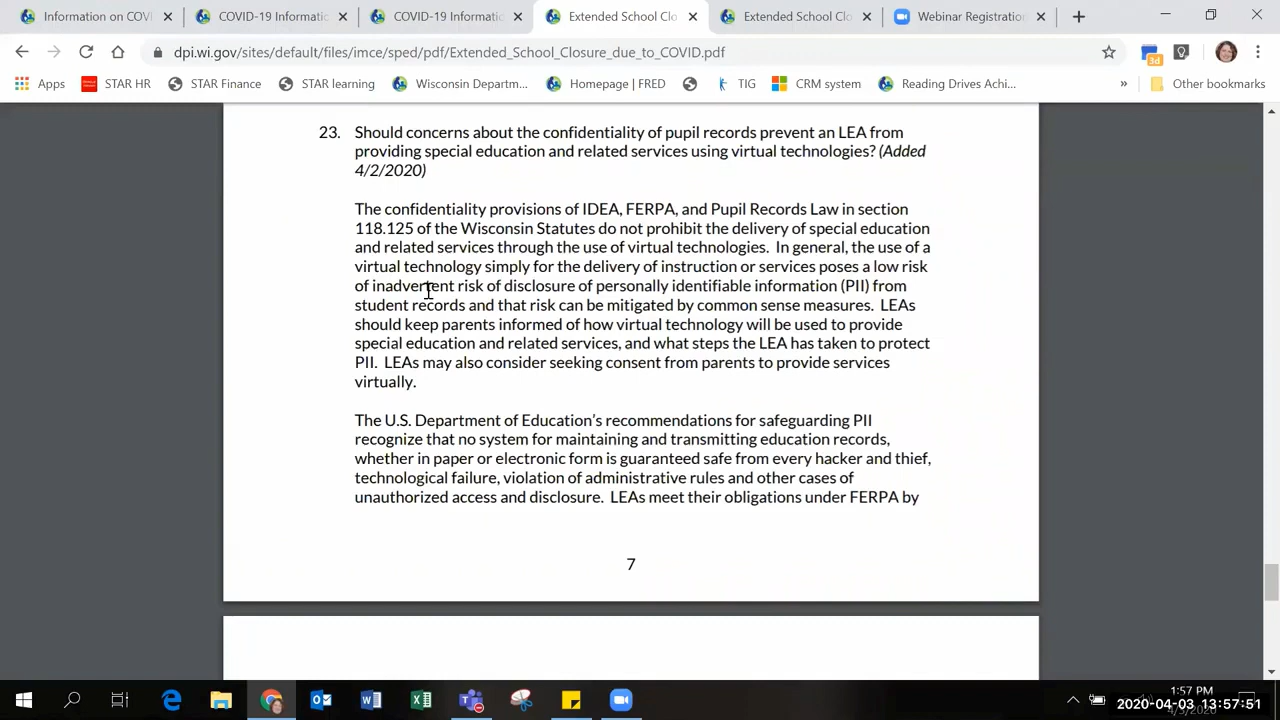 Information on COV
COVID-19 Informatic
COVID-19 Informatic
Extended School Clo
Extended School Clo
Webinar Registration
dpi.wi.gov/sites/default/files/imce/sped/pdf/Extended_School_Closure_due_to_COVID.pdf
3d
Apps
STAR HR
STAR Finance
STAR learning
Wisconsin Departm...
Homepage | FRED
TIG
CRM system
Reading Drives Achi...
»
Other bookmarks
23. Should concerns about the confidentiality of pupil records prevent an LEA from
providing special education and related services using virtual technologies? (Added
4/2/2020)
The confidentiality provisions of IDEA, FERPA, and Pupil Records Law in section
118.125 of the Wisconsin Statutes do not prohibit the delivery of special education
and related services through the use of virtual technologies. In general, the use of a
virtual technology simply for the delivery of instruction or services poses a low risk
of inadvertent risk of disclosure of personally identifiable information (PII) from
student records and that risk can be mitigated by common sense measures. LEAs
should keep parents informed of how virtual technology will be used to provide
special education and related services, and what steps the LEA has taken to protect
PII. LEAs may also consider seeking consent from parents to provide services
virtually.
The U.S. Department of Education's recommendations for safeguarding PII
recognize that no system for maintaining and transmitting education records,
whether in paper or electronic form is guaranteed safe from every hacker and thief,
technological failure, violation of administrative rules and other cases of
unauthorized access and disclosure. LEAs meet their obligations under FERPA by
7
1:57 PM
2020-04-03 13:57:51